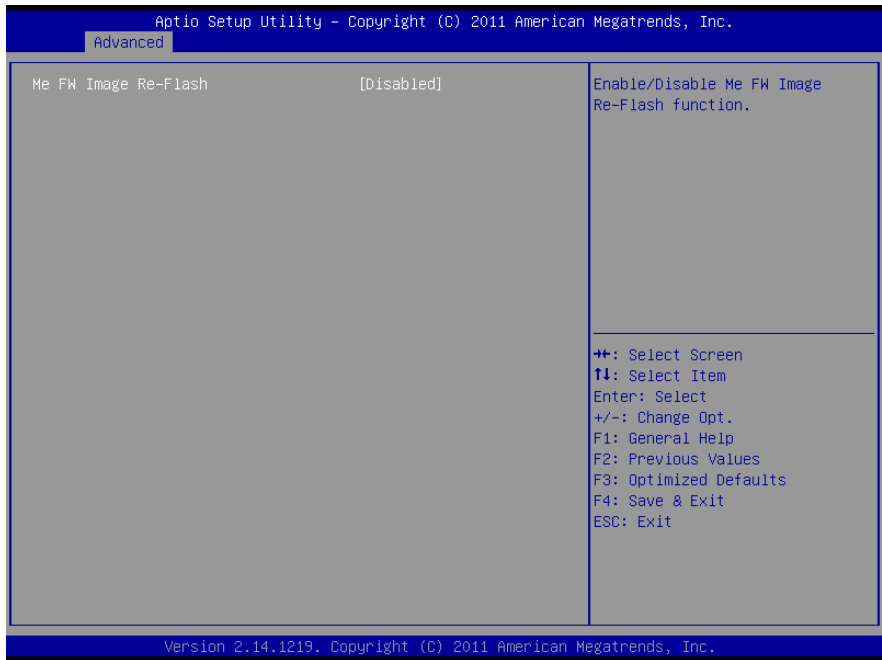 Aptio Setup Utility – Copyright (C) 2011 American Megatrends, Inc.
Advanced
Me FW Image Re-Flash [Disabled]
Enable/Disable Me FW Image
Re-Flash function.
→←: Select Screen
↑↓: Select Item
Enter: Select
+/-: Change Opt.
F1: General Help
F2: Previous Values
F3: Optimized Defaults
F4: Save & Exit
ESC: Exit
Version 2.14.1219. Copyright (C) 2011 American Megatrends, Inc.